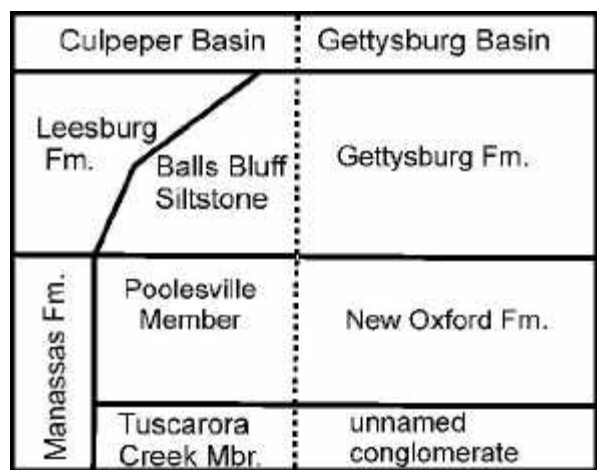 Culpeper Basin
Gettysburg Basin
Leesburg
Fm.
Balls Bluff
Siltstone
Gettysburg Fm.
Manassas Fm.
Poolesville
Member
New Oxford Fm.
Tuscarora
Creek Mbr.
unnamed
conglomerate